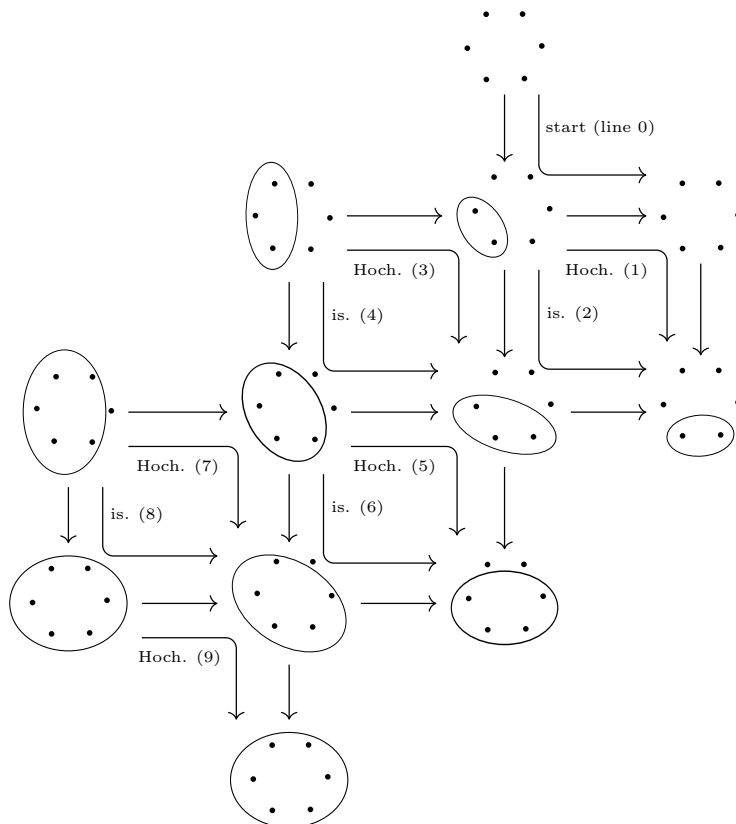 start (line 0)
Hoch. (3)
Hoch. (1)
is. (4)
is. (2)
Hoch. (7)
Hoch. (5)
is. (8)
is. (6)
Hoch. (9)